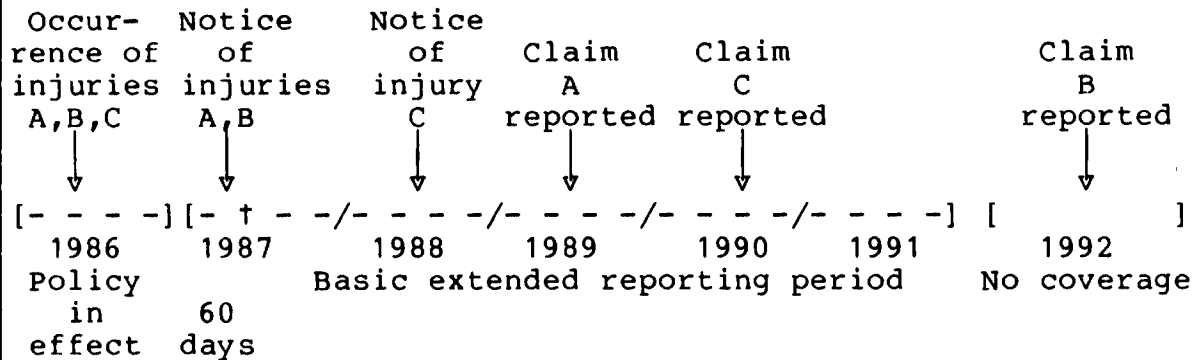 Occur- Notice Notice
rence of of of Claim Claim Claim
injuries injuries injury A C B
A,B,C A,B C reported reported reported
[- - - -][- † - -/- - - -/- - - -/- - - -/- - - -] [ ]
1986 1987 1988 1989 1990 1991 1992
Policy Basic extended reporting period No coverage
in 60
effect days